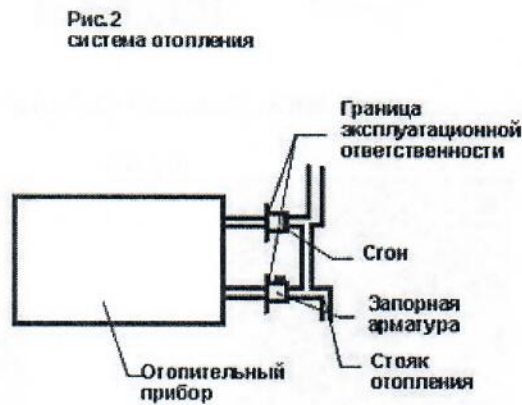 Рис.2
система отопления
Граница
эксплуатационной
ответственности
Сгон
Запорная
арматура
Стояк
отопления
Отопительный
прибор